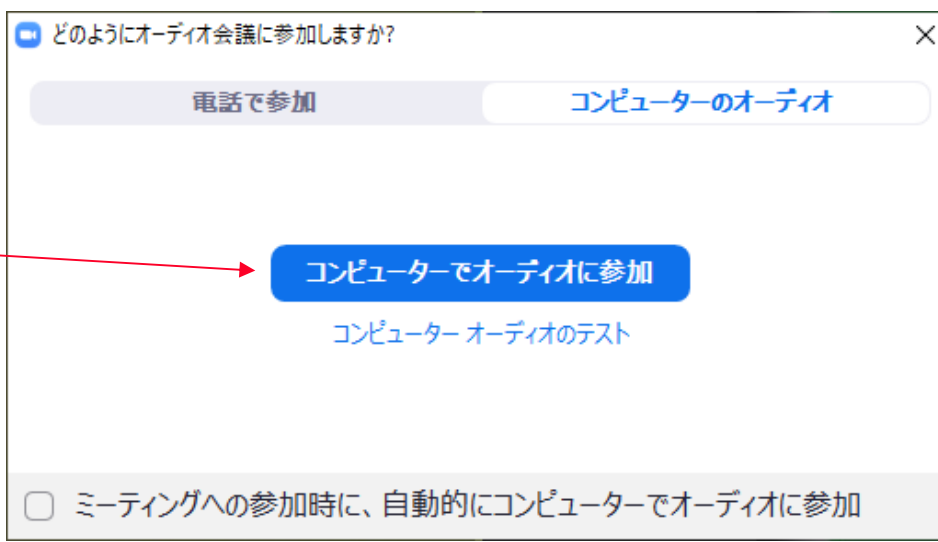 どのようにオーディオ会議に参加しますか?
電話で参加
コンピューターのオーディオ
コンピューターでオーディオに参加
コンピューター オーディオのテスト
ミーティングへの参加時に、自動的にコンピューターでオーディオに参加